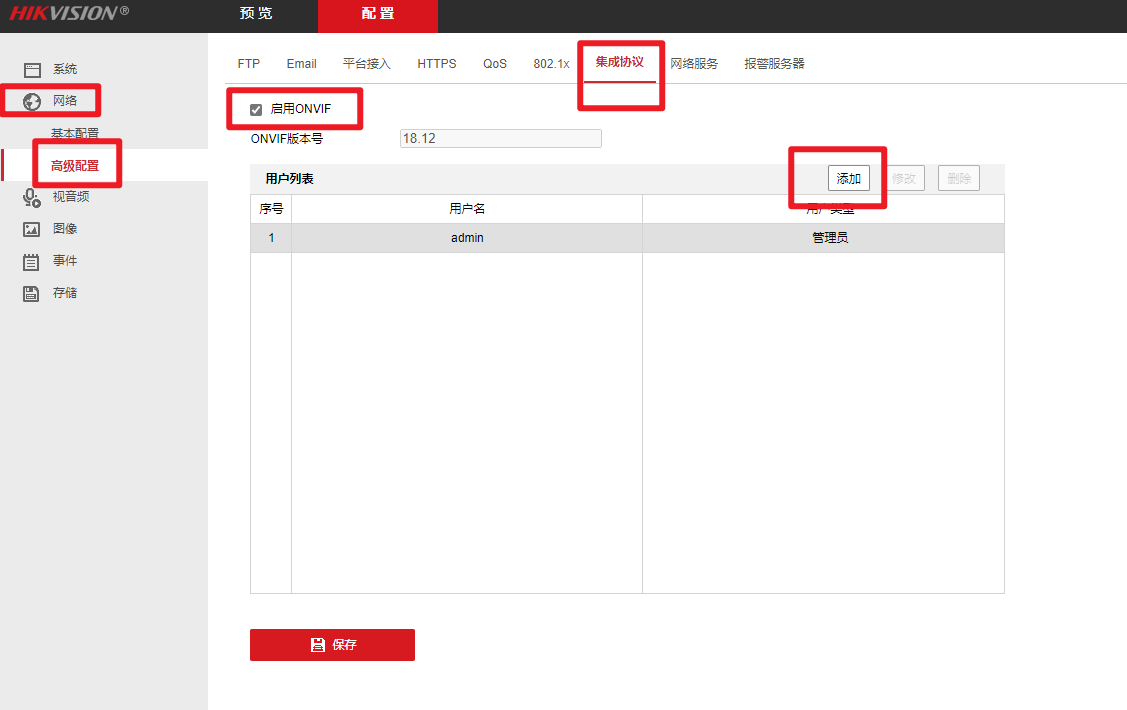 HIKVISION®
预览 配置
系统
网络
基本配置
高级配置
视音频
图像
事件
存储
FTP Email 平台接入 HTTPS QoS 802.1x 集成协议 网络服务 报警服务器
启用ONVIF
ONVIF版本号 18.12
用户列表 添加 修改 删除
序号 用户名 用户类型
1 admin 管理员
保存